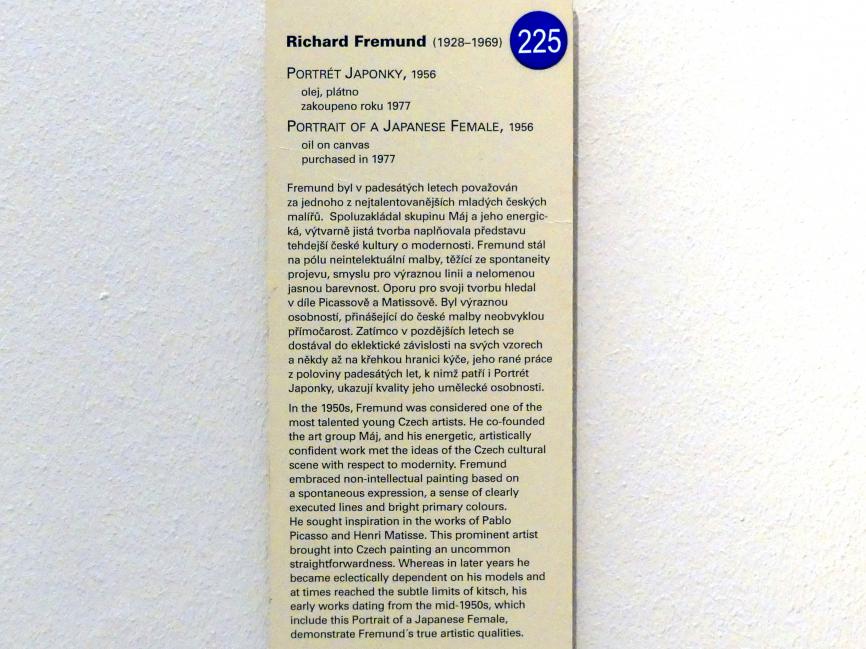 Richard Fremund (1928–1969) 225
PORTRÉT JAPONKY, 1956
olej, plátno
zakoupeno roku 1977
PORTRAIT OF A JAPANESE FEMALE, 1956
oil on canvas
purchased in 1977
Fremund byl v padesátých letech považován
za jednoho z nejtalentovanějších mladých českých
malířů. Spoluzakládal skupinu Máj a jeho energic-
ká, výtvarně jistá tvorba naplňovala představu
tehdejší české kultury o modernosti. Fremund stál
na pólu neintelektuální malby, těžící ze spontaneity
projevu, smyslu pro výraznou linii a nelomenou
jasnou barevnost. Oporu pro svoji tvorbu hledal
v díle Picassově a Matissově. Byl výraznou
osobností, přinášející do české malby neobvyklou
přímočarost. Zatímco v pozdějších letech se
dostával do eklektické závislosti na svých vzorech
a někdy až na křehkou hranici kýče, jeho rané práce
z poloviny padesátých let, k nimž patří i Portrét
Japonky, ukazují kvality jeho umělecké osobnosti.
In the 1950s, Fremund was considered one of the
most talented young Czech artists. He co-founded
the art group Máj, and his energetic, artistically
confident work met the ideas of the Czech cultural
scene with respect to modernity. Fremund
embraced non-intellectual painting based on
a spontaneous expression, a sense of clearly
executed lines and bright primary colours.
He sought inspiration in the works of Pablo
Picasso and Henri Matisse. This prominent artist
brought into Czech painting an uncommon
straightforwardness. Whereas in later years he
became eclectically dependent on his models and
at times reached the subtle limits of kitsch, his
early works dating from the mid-1950s, which
include this Portrait of a Japanese Female,
demonstrate Fremund´s true artistic qualities.